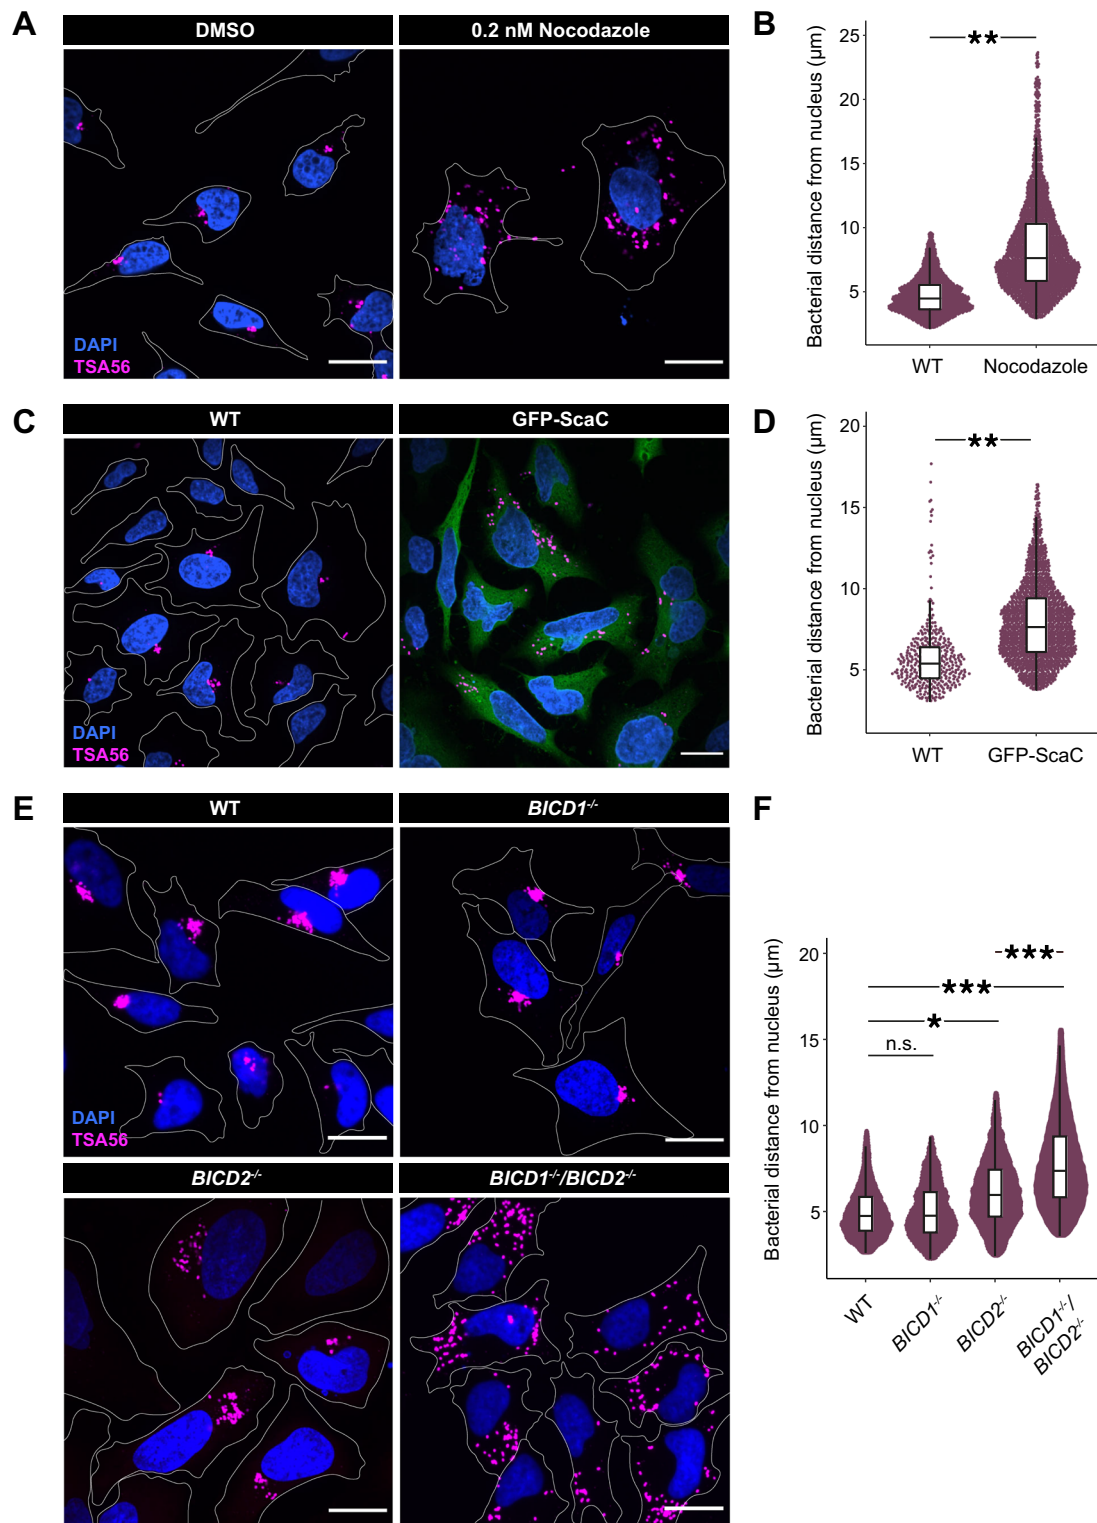 A
DMSO
0.2 nM Nocodazole
DAPI
TSA56
B
Bacterial distance from nucleus (μm)
25
20
15
10
5
**
WT
Nocodazole
C
WT
GFP-ScaC
DAPI
TSA56
D
Bacterial distance from nucleus (μm)
20
15
10
5
**
WT
GFP-ScaC
E
WT
BICD1-/-
DAPI
TSA56
BICD2-/-
BICD1-/-/BICD2-/-
F
Bacterial distance from nucleus (μm)
20
15
10
5
***
***
*
n.s.
WT
BICD1-/-
BICD2-/-
BICD1-/-/
BICD2-/-